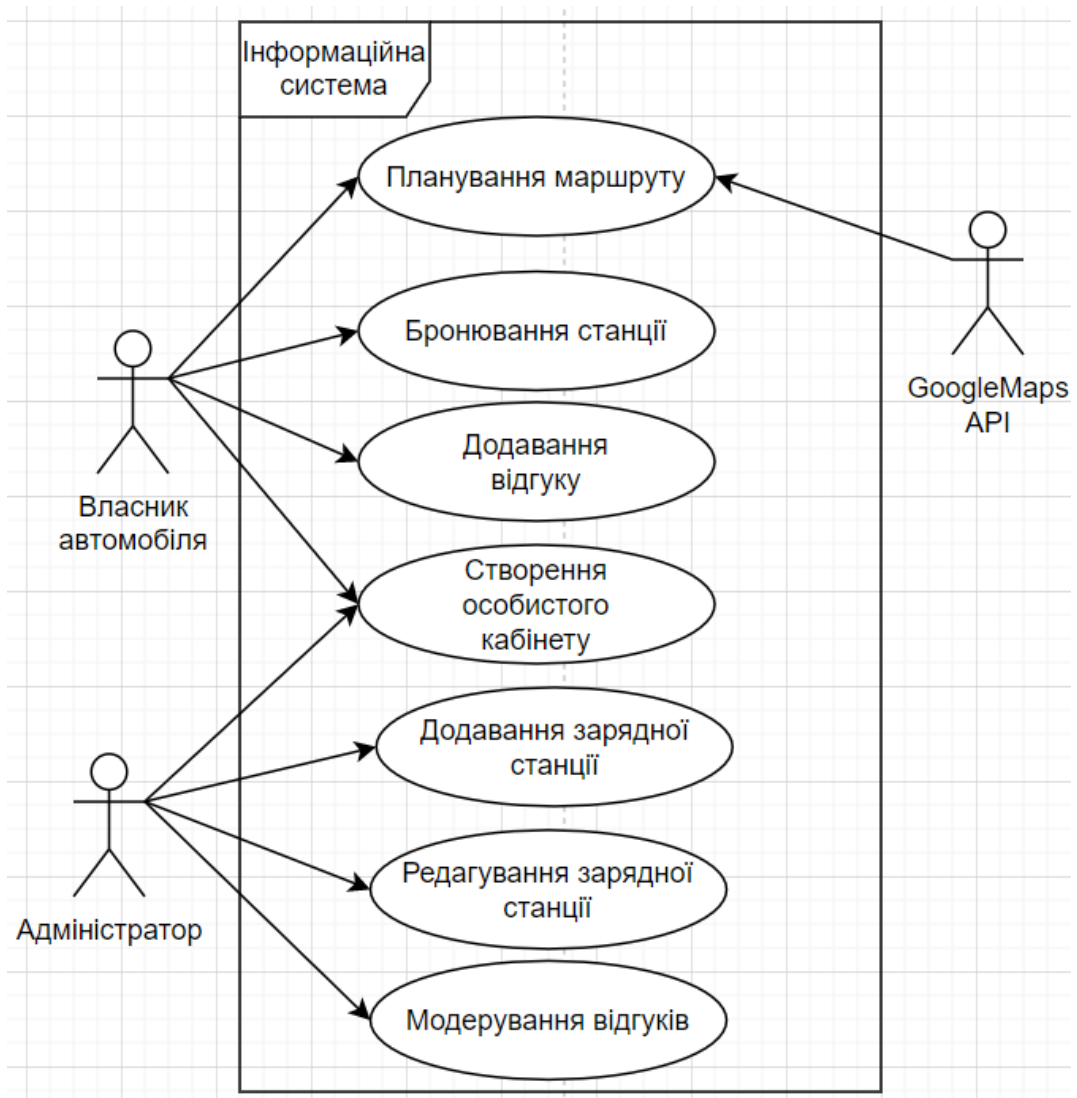 Інформаційна
система
Планування маршруту
Бронювання станції
GoogleMaps
API
Додавання
відгуку
Власник
автомобіля
Створення
особистого
кабінету
Додавання зарядної
станції
Редагування зарядної
станції
Адміністратор
Модерування відгуків